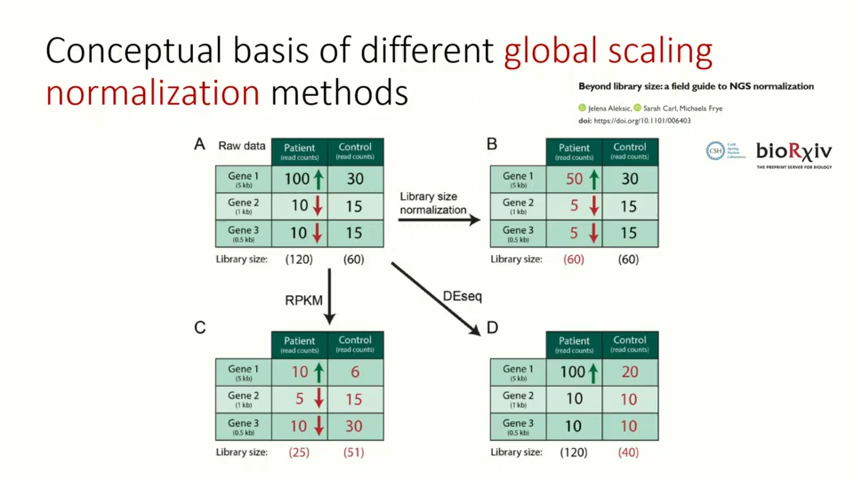 Conceptual basis of different global scaling
normalization methods
Beyond library size: a field guide to NGS normalization
Jelena Aleksic, Sarah Carl, Michaela Frye
doi: https://doi.org/10.1101/006403
CSH Cold Spring Harbor Laboratory
bioRxiv
THE PREPRINT SERVER FOR BIOLOGY
A Raw data
Patient (read counts) Control (read counts)
Gene 1 (5 kb) 100 30
Gene 2 (1 kb) 10 15
Gene 3 (0.5 kb) 10 15
Library size: (120) (60)
Library size
normalization
B
Patient (read counts) Control (read counts)
Gene 1 (5 kb) 50 30
Gene 2 (1 kb) 5 15
Gene 3 (0.5 kb) 5 15
Library size: (60) (60)
RPKM
DEseq
C
Patient (read counts) Control (read counts)
Gene 1 (5 kb) 10 6
Gene 2 (1 kb) 5 15
Gene 3 (0.5 kb) 10 30
Library size: (25) (51)
D
Patient (read counts) Control (read counts)
Gene 1 (5 kb) 100 20
Gene 2 (1 kb) 10 10
Gene 3 (0.5 kb) 10 10
Library size: (120) (40)